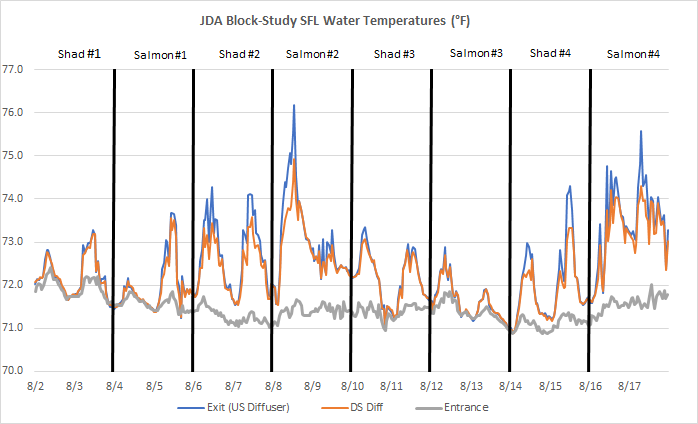 JDA Block-Study SFL Water Temperatures (°F)
Shad #1 Salmon#1 Shad #2 Salmon#2 Shad #3 Salmon#3 Shad #4 Salmon#4
77.0
76.0
75.0
74.0
73.0
72.0
71.0
70.0
8/2 8/3 8/4 8/5 8/6 8/7 8/8 8/9 8/10 8/11 8/12 8/13 8/14 8/15 8/16 8/17
Exit (US Diffuser) DS Diff Entrance